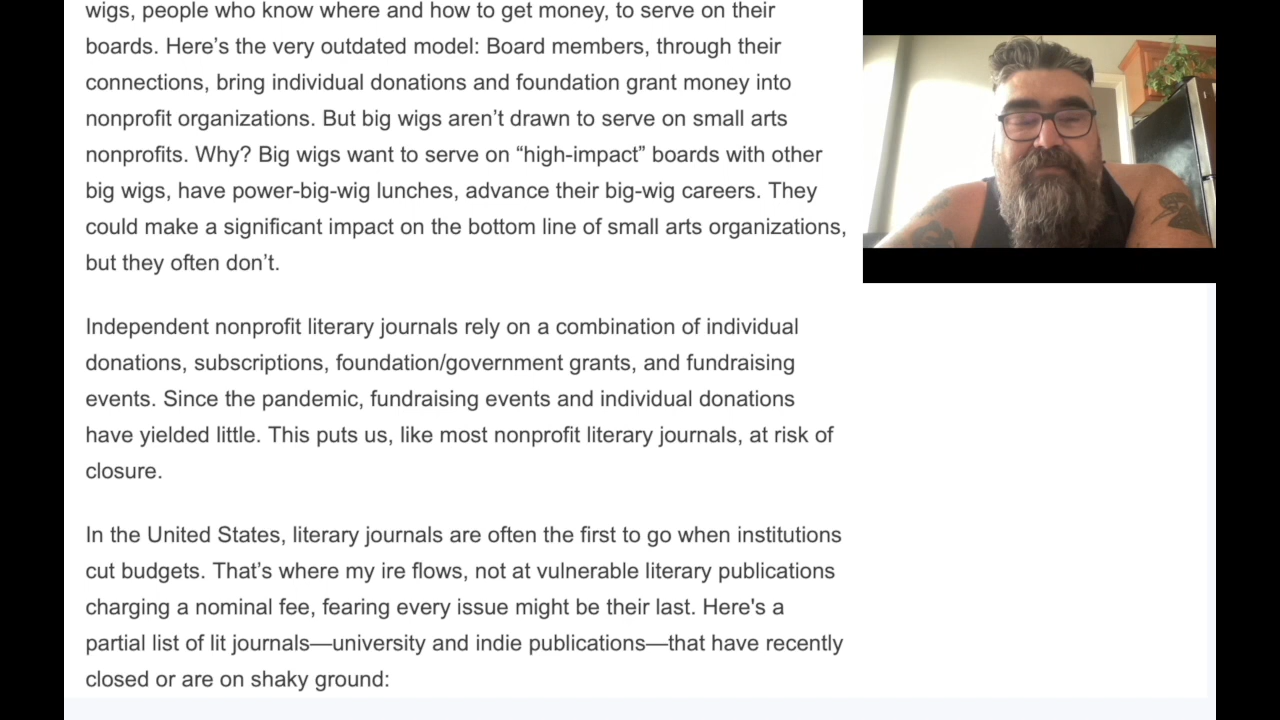 wigs, people who know where and how to get money, to serve on their
boards. Here’s the very outdated model: Board members, through their
connections, bring individual donations and foundation grant money into
nonprofit organizations. But big wigs aren’t drawn to serve on small arts
nonprofits. Why? Big wigs want to serve on “high-impact” boards with other
big wigs, have power-big-wig lunches, advance their big-wig careers. They
could make a significant impact on the bottom line of small arts organizations,
but they often don’t.
Independent nonprofit literary journals rely on a combination of individual
donations, subscriptions, foundation/government grants, and fundraising
events. Since the pandemic, fundraising events and individual donations
have yielded little. This puts us, like most nonprofit literary journals, at risk of
closure.
In the United States, literary journals are often the first to go when institutions
cut budgets. That’s where my ire flows, not at vulnerable literary publications
charging a nominal fee, fearing every issue might be their last. Here's a
partial list of lit journals—university and indie publications—that have recently
closed or are on shaky ground: